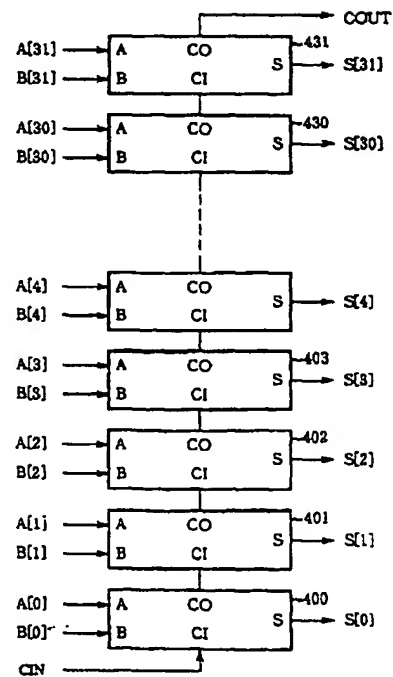 COUT
A[31] A CO 431
B[31] B CI S S[31]
A[30] A CO 430
B[30] B CI S S[30]
A[4] A CO
B[4] B CI S S[4]
A[3] A CO 403
B[3] B CI S S[3]
A[2] A CO 402
B[2] B CI S S[2]
A[1] A CO 401
B[1] B CI S S[1]
A[0] A CO 400
B[0] B CI S S[0]
CIN